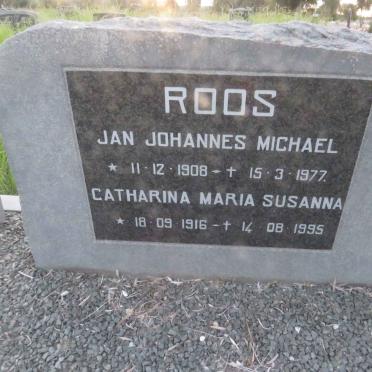 ROOS
JAN JOHANNES MICHAEL
* 11·12·1908 - † 15·3·1977.
CATHARINA MARIA SUSANNA
* 18·09·1916 - † 14·08·1995